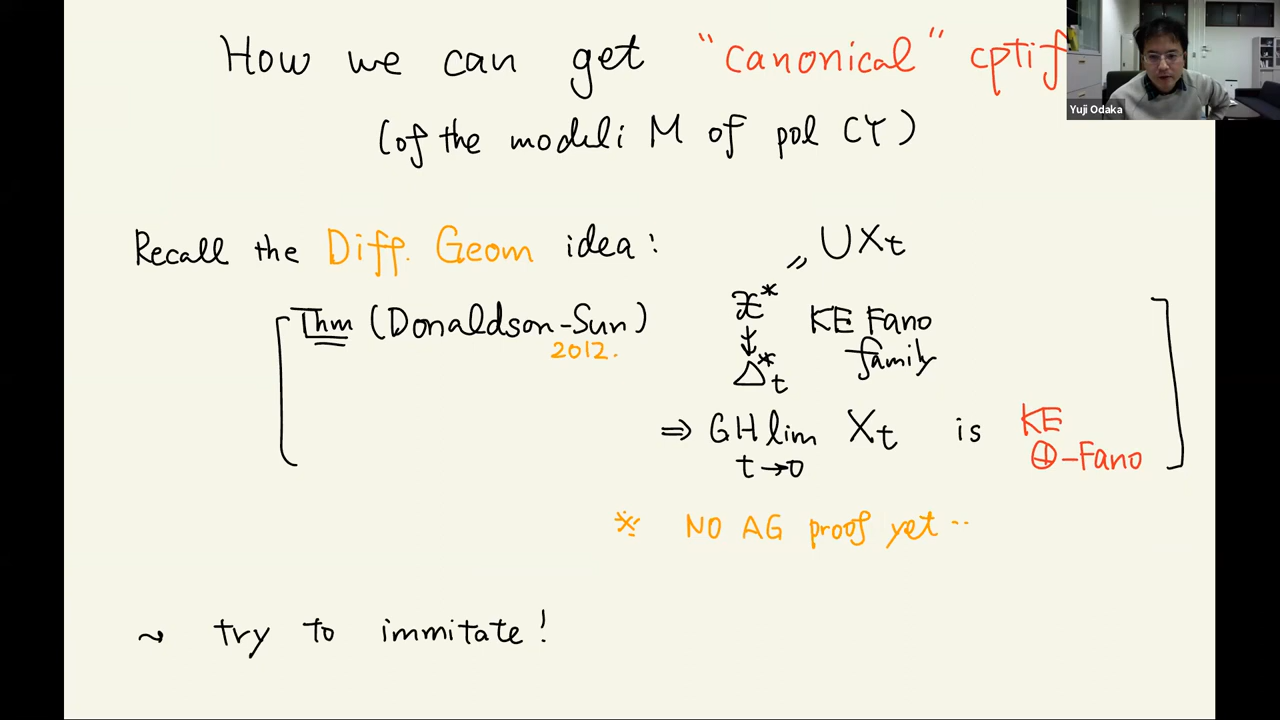 How we can get "canonical" cptif
Yuji Odaka
(of the moduli M of pol CY)
Recall the Diff. Geom idea:
= ∪Xt
Thm (Donaldson-Sun)
2012.
𝒳* KE Fano
↓ family
Δ*t
⇒ GH lim Xt is KE
t→0 ℚ-Fano
※ NO AG proof yet ..
~ try to immitate!